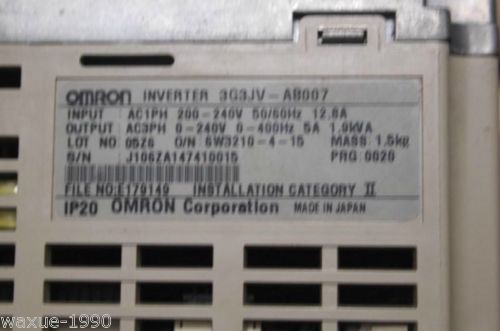 OMRON INVERTER 3G3JV-AB007
INPUT : AC1PH 200-240V 50/60Hz 12.8A
OUTPUT : AC3PH 0-240V 0-400Hz 5A 1.9kVA
LOT NO : 0576 O/N : 6W3210-4-15 MASS: 1.5kg
S/N : J106ZA147410015 PRG: 0020
FILE NO:E179149 INSTALLATION CATEGORY II
IP20 OMRON Corporation MADE IN JAPAN
waxue-1990